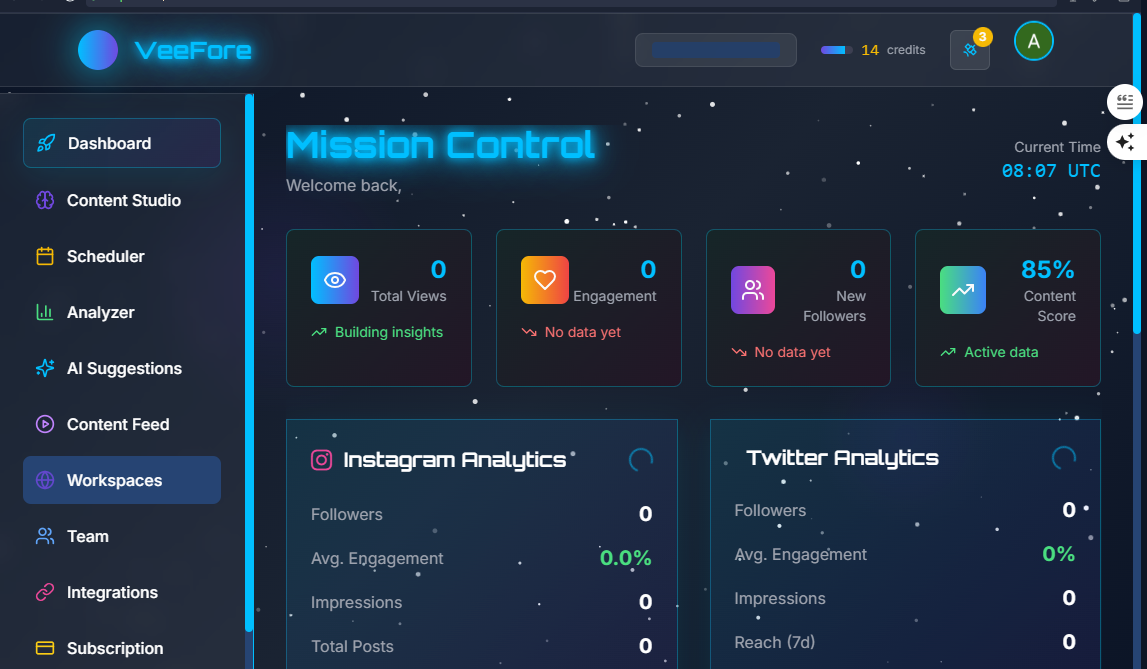 VeeFore
14 credits
3
A
Dashboard
Content Studio
Scheduler
Analyzer
AI Suggestions
Content Feed
Workspaces
Team
Integrations
Subscription
Mission Control
Welcome back,
Current Time
08:07 UTC
0
Total Views
Building insights
0
Engagement
No data yet
0
New
Followers
No data yet
85%
Content
Score
Active data
Instagram Analytics
Followers 0
Avg. Engagement 0.0%
Impressions 0
Total Posts 0
Twitter Analytics
Followers 0
Avg. Engagement 0%
Impressions 0
Reach (7d) 0